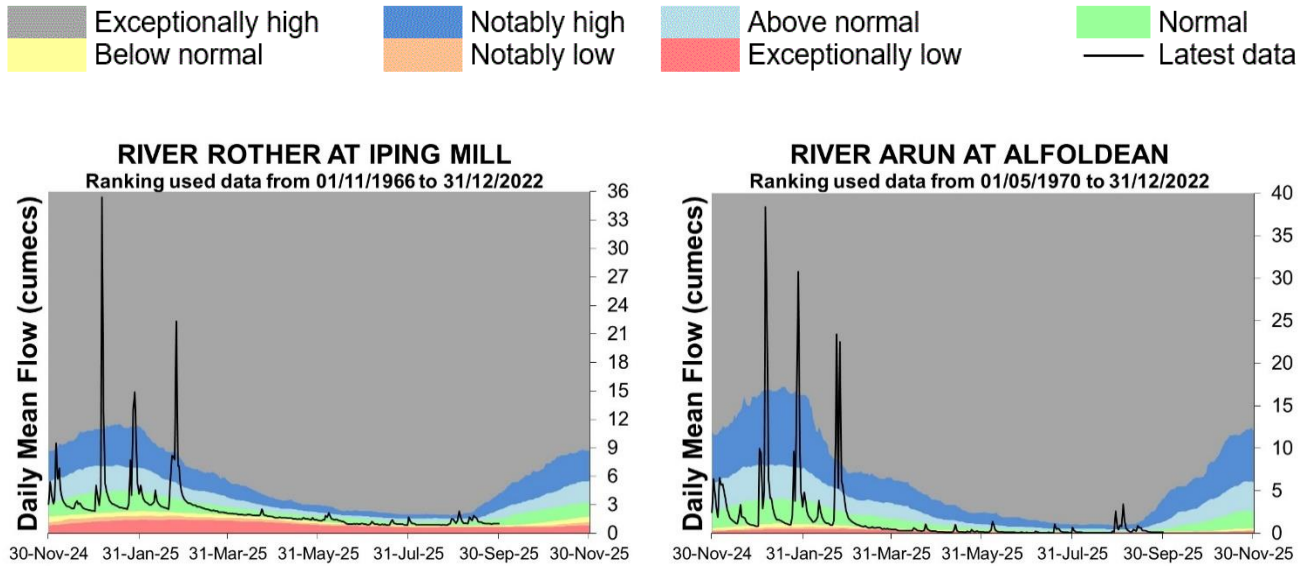 Exceptionally high
Notably high
Above normal
Normal
Below normal
Notably low
Exceptionally low
Latest data
RIVER ROTHER AT IPING MILL
Ranking used data from 01/11/1966 to 31/12/2022
Daily Mean Flow (cumecs)
36
33
30
27
24
21
18
15
12
9
6
3
0
30-Nov-24 31-Jan-25 31-Mar-25 31-May-25 31-Jul-25 30-Sep-25 30-Nov-25
RIVER ARUN AT ALFOLDEAN
Ranking used data from 01/05/1970 to 31/12/2022
Daily Mean Flow (cumecs)
40
35
30
25
20
15
10
5
0
30-Nov-24 31-Jan-25 31-Mar-25 31-May-25 31-Jul-25 30-Sep-25 30-Nov-25